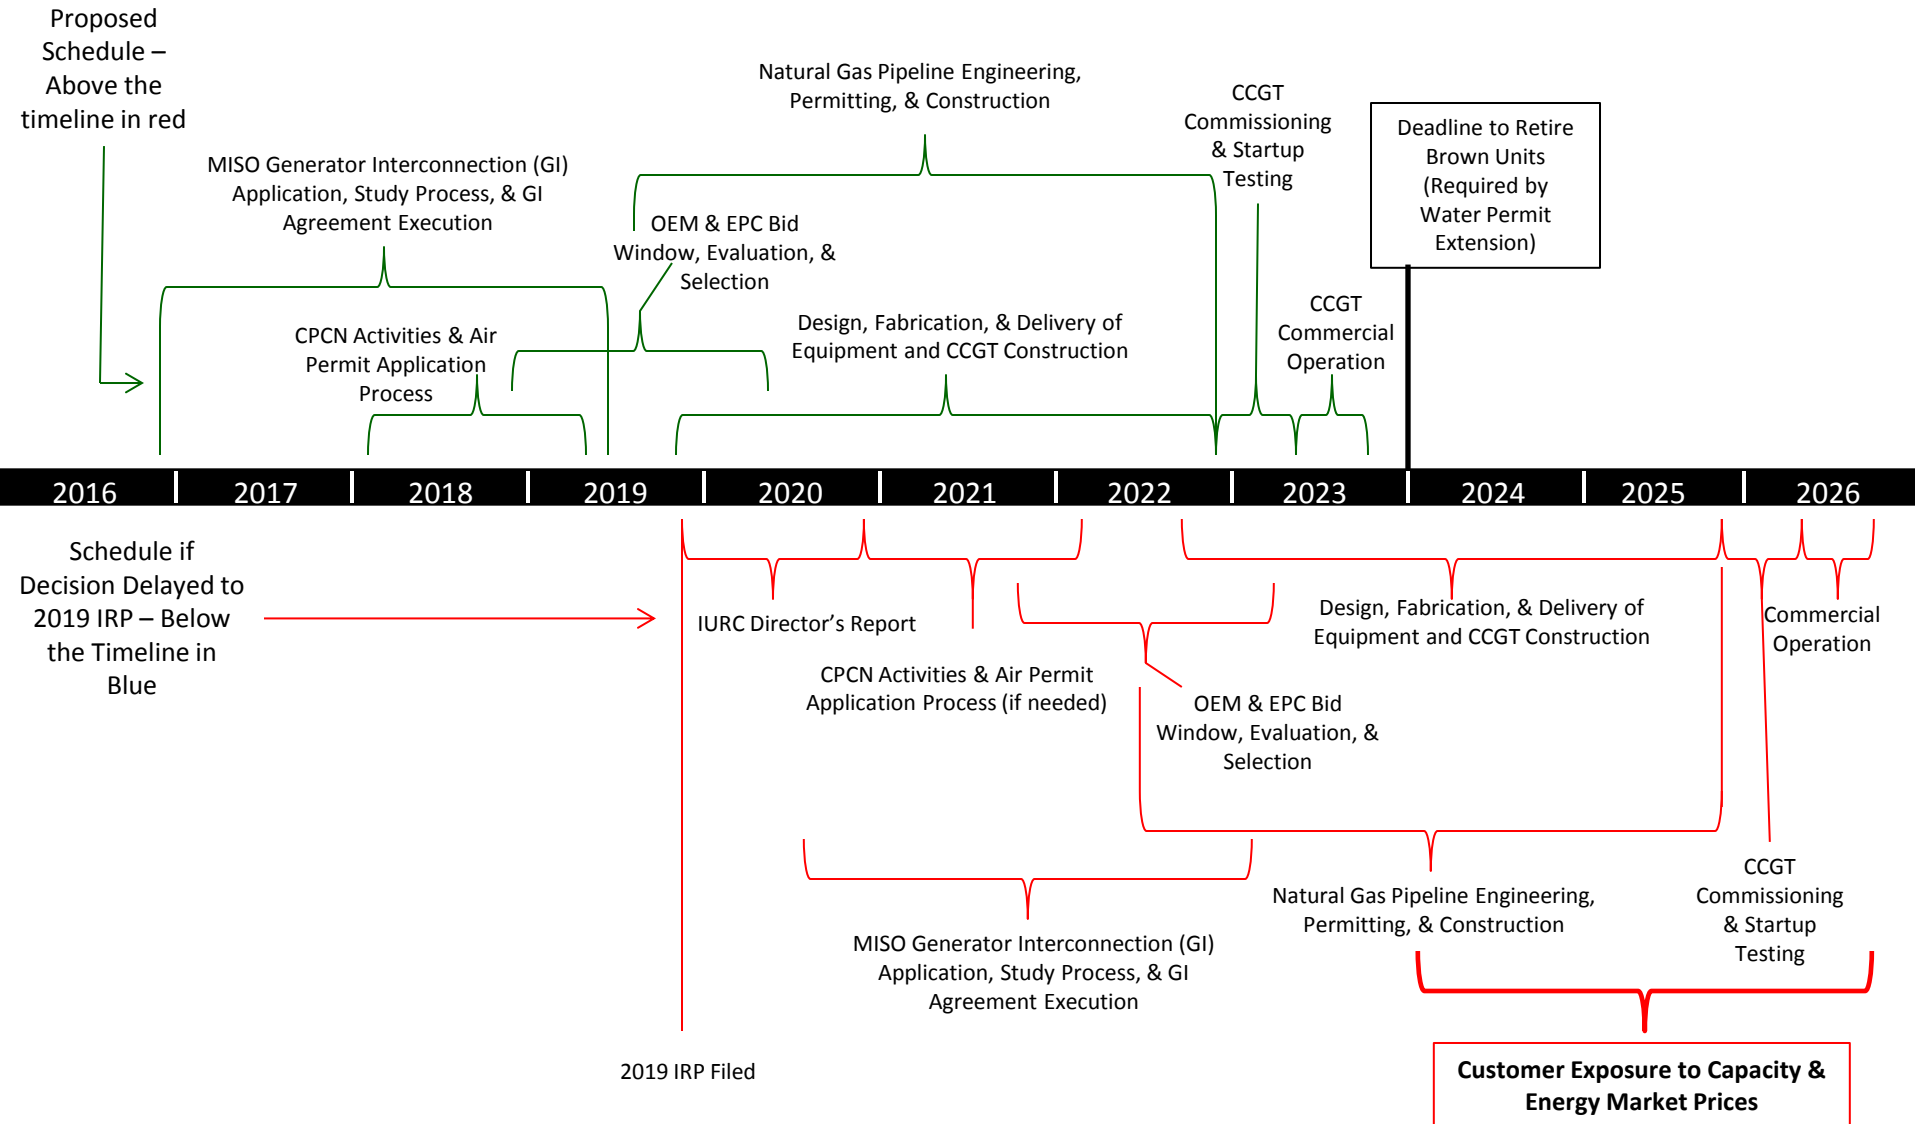 Proposed
Schedule –
Above the
timeline in red
Natural Gas Pipeline Engineering,
Permitting, & Construction
CCGT
Commissioning
& Startup
Testing
Deadline to Retire
Brown Units
(Required by
Water Permit
Extension)
MISO Generator Interconnection (GI)
Application, Study Process, & GI
Agreement Execution
OEM & EPC Bid
Window, Evaluation, &
Selection
CPCN Activities & Air
Permit Application
Process
Design, Fabrication, & Delivery of
Equipment and CCGT Construction
CCGT
Commercial
Operation
2016 2017 2018 2019 2020 2021 2022 2023 2024 2025 2026
Schedule if
Decision Delayed to
2019 IRP – Below
the Timeline in
Blue
IURC Director’s Report
CPCN Activities & Air Permit
Application Process (if needed)
OEM & EPC Bid
Window, Evaluation, &
Selection
Design, Fabrication, & Delivery of
Equipment and CCGT Construction
Commercial
Operation
MISO Generator Interconnection (GI)
Application, Study Process, & GI
Agreement Execution
Natural Gas Pipeline Engineering,
Permitting, & Construction
CCGT
Commissioning
& Startup
Testing
2019 IRP Filed
Customer Exposure to Capacity &
Energy Market Prices